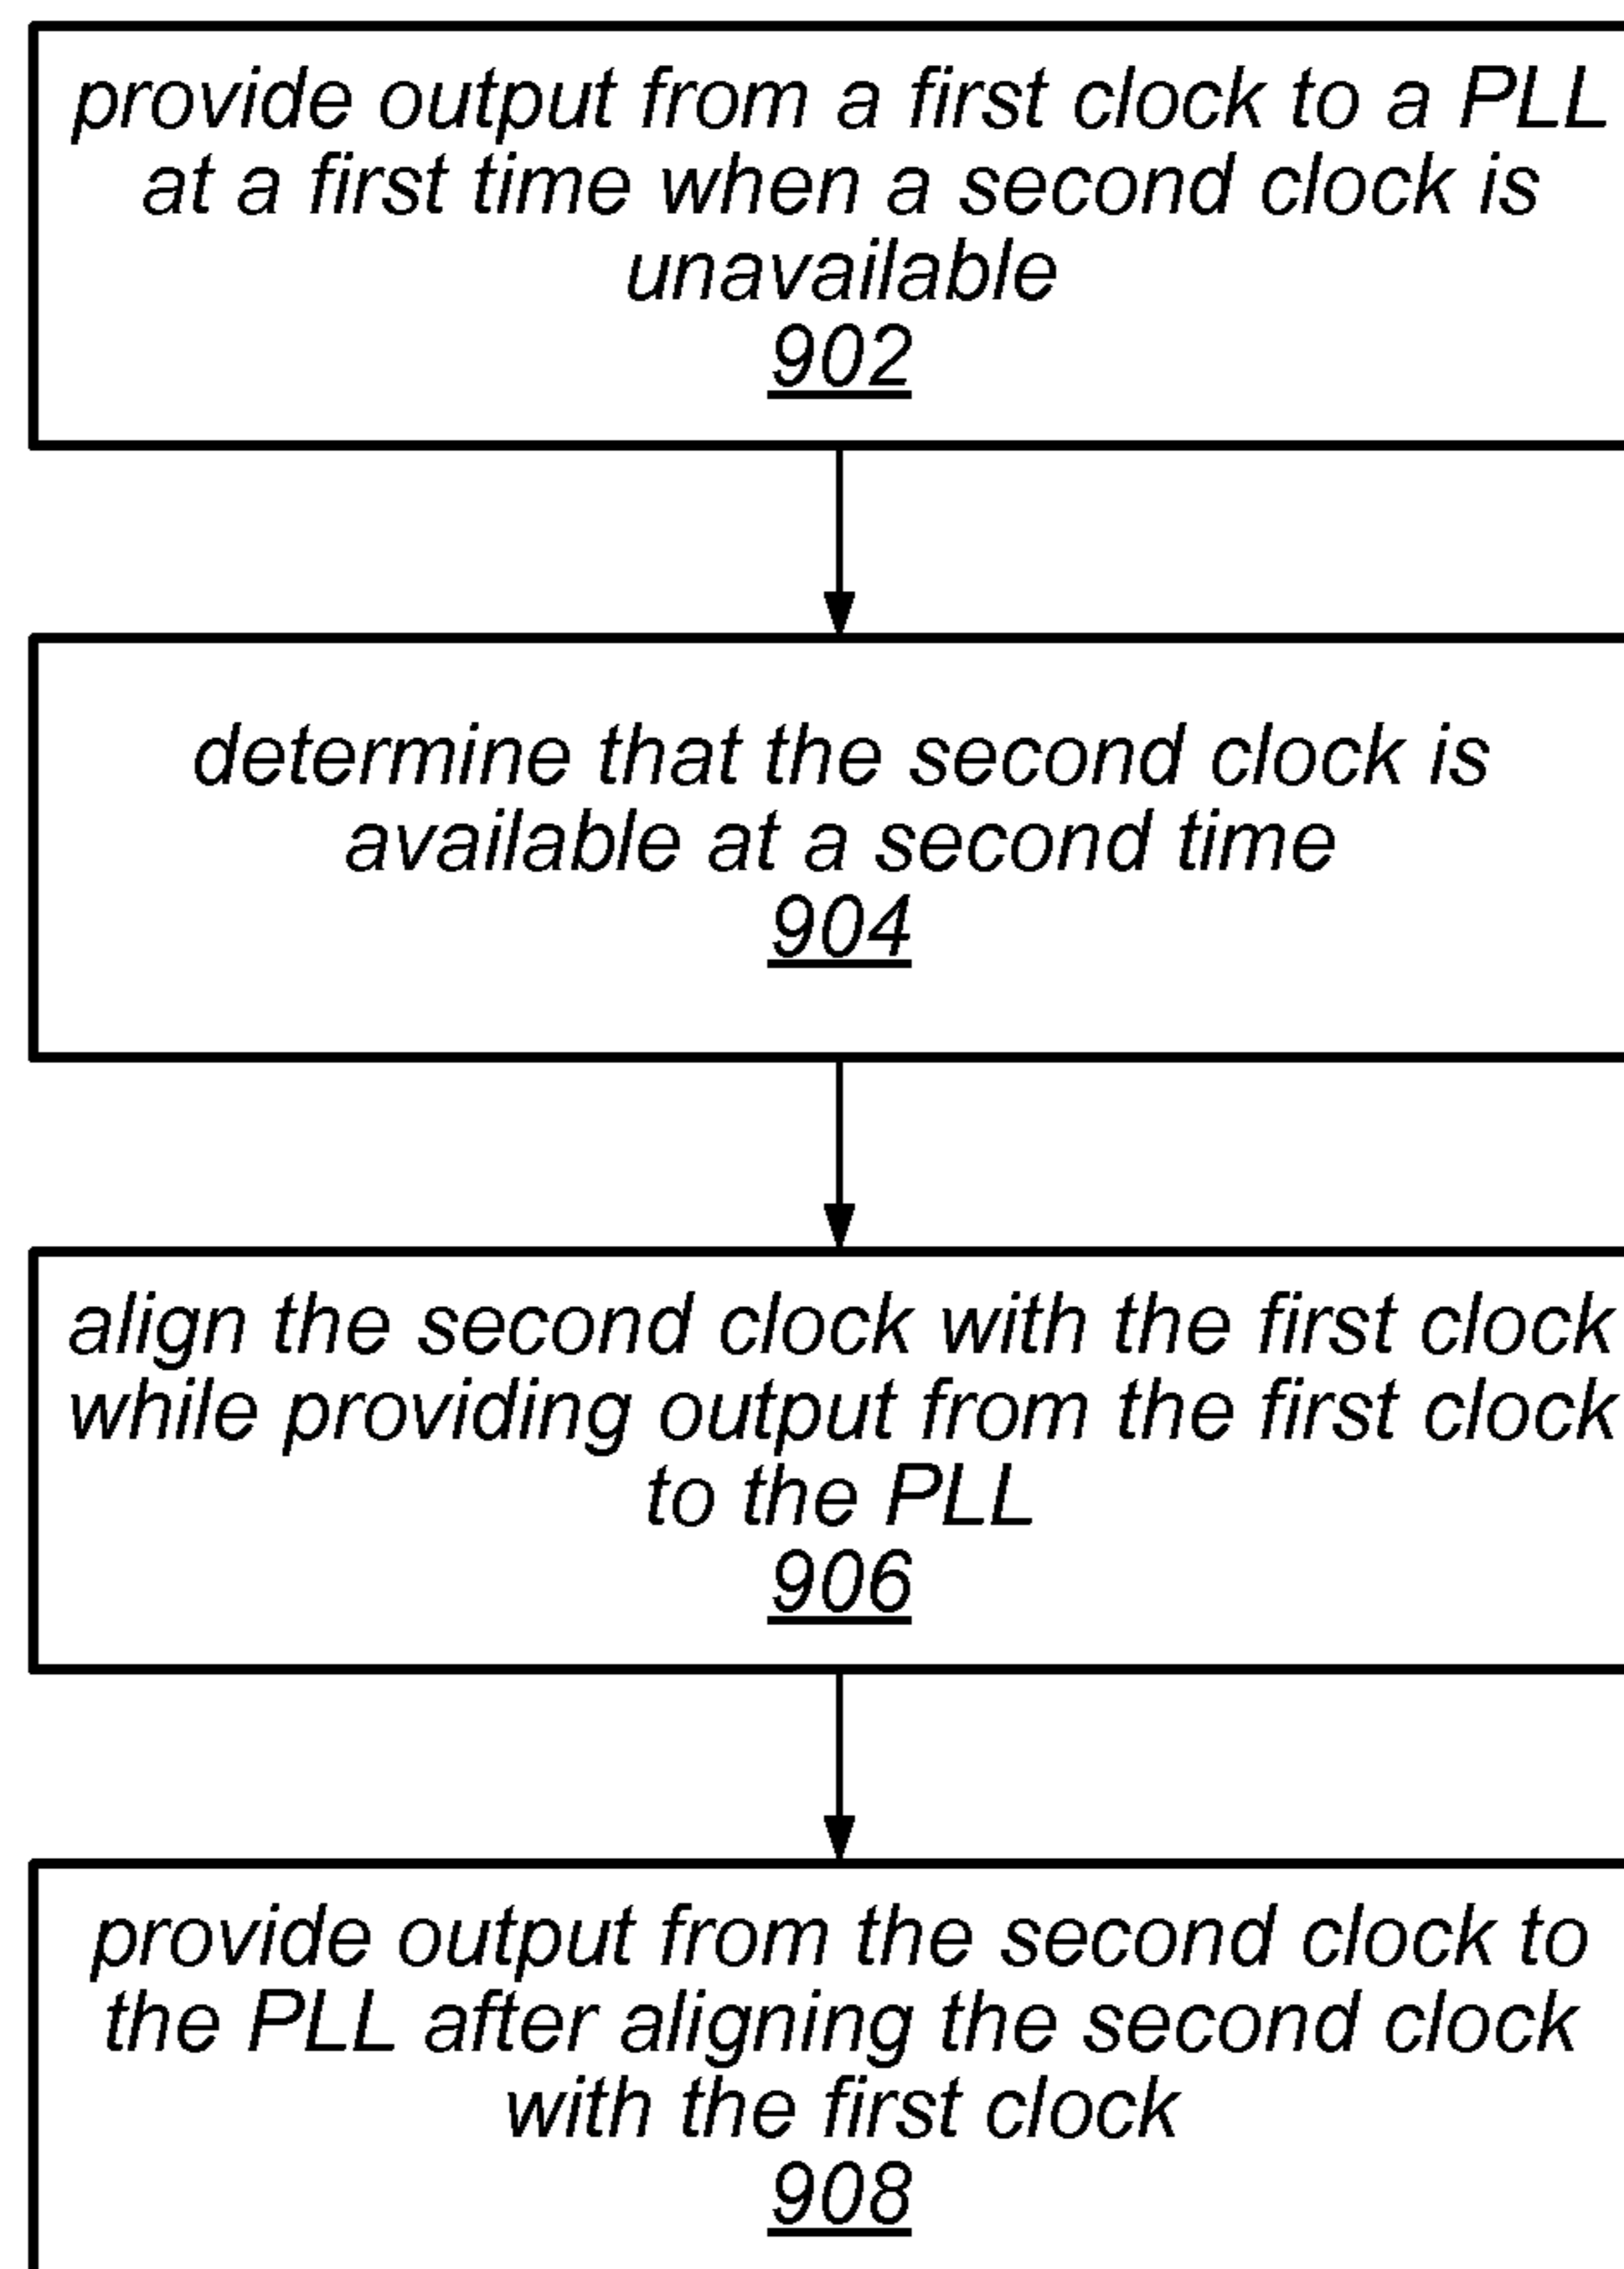 provide output from a first clock to a PLL
at a first time when a second clock is
unavailable
902
determine that the second clock is
available at a second time
904
align the second clock with the first clock
while providing output from the first clock
to the PLL
906
provide output from the second clock to
the PLL after aligning the second clock
with the first clock
908